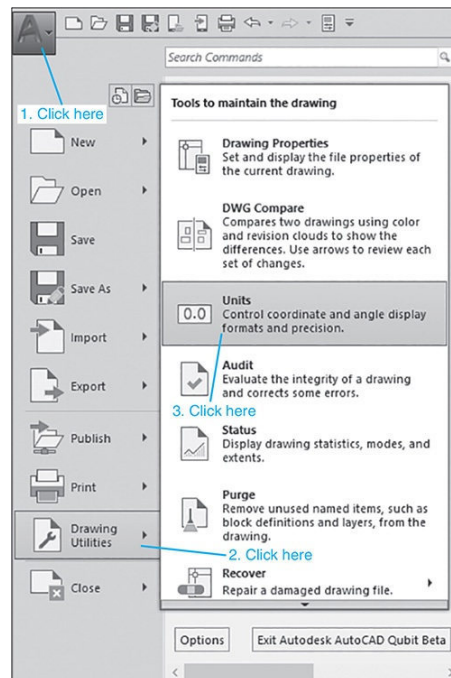 A
Search Commands
1. Click here
Tools to maintain the drawing
New
Open
Save
Save As
Import
Export
Publish
Print
Drawing
Utilities
Close
Drawing Properties
Set and display the file properties of
the current drawing.
DWG Compare
Compares two drawings using color
and revision clouds to show the
differences. Use arrows to review each
set of changes.
0.0
Units
Control coordinate and angle display
formats and precision.
Audit
Evaluate the integrity of a drawing
and corrects some errors.
3. Click here
Status
Display drawing statistics, modes, and
extents.
Purge
Remove unused named items, such as
block definitions and layers, from the
drawing.
2. Click here
Recover
Repair a damaged drawing file.
Options
Exit Autodesk AutoCAD Qubit Beta